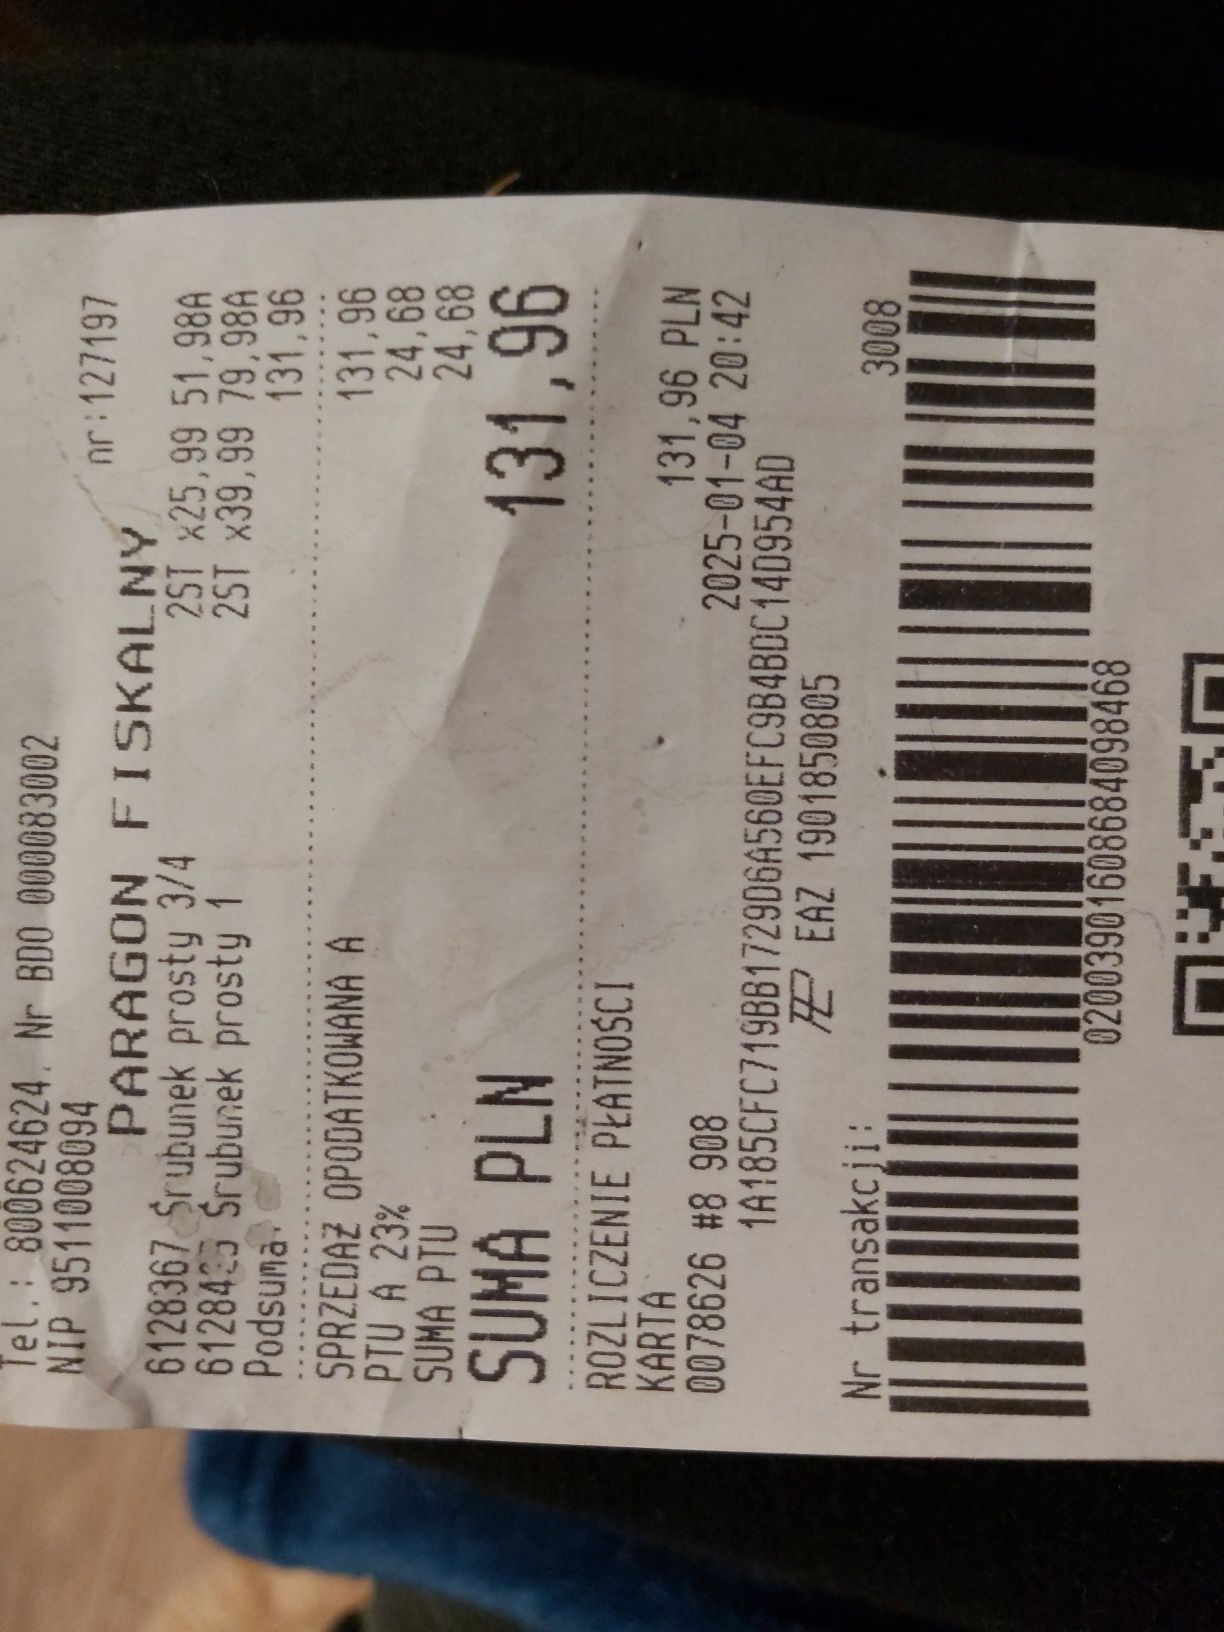 Tel.: 800624624. Nr BDO 000083002
NIP 9511008094
nr:127197
PARAGON FISKALNY
6128367 Śrubunek prosty 3/4 2ST x25,99 51,98A
Śrubunek prosty 1 2ST x39,99 79,98A
Podsuma: 131,96
SPRZEDAŻ OPODATKOWANA A 131,96
PTU A 23% 24,68
SUMA PTU 24,68
SUMA PLN 131,96
ROZLICZENIE PŁATNOŚCI
KARTA 131,96 PLN
0078626 #8 908 2025-01-04 20:42
1A185CFC719BB1729D6A560EFC9B4BDC14D954AD
EAZ 1901850805
Nr transakcji: 3008
02003901608684098468